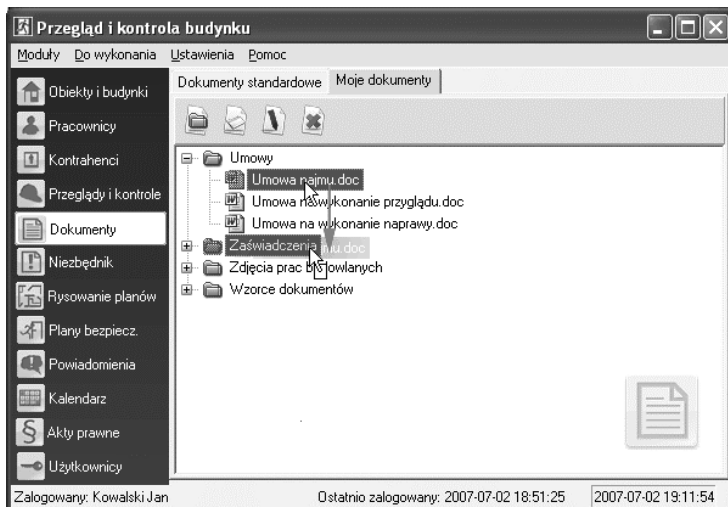 Przegląd i kontrola budynku
Moduły Do wykonania Ustawienia Pomoc
Obiekty i budynki
Pracownicy
Kontrahenci
Przeglądy i kontrole
Dokumenty
Niezbędnik
Rysowanie planów
Plany bezpiecz.
Powiadomienia
Kalendarz
Akty prawne
Użytkownicy
Dokumenty standardowe Moje dokumenty
Umowy
Umowa najmu.doc
Umowa na wykonanie przyglądu.doc
Umowa na wykonanie naprawy.doc
Zaświadczenia mu.doc
Zdjęcia prac budowlanych
Wzorce dokumentów
Zalogowany: Kowalski Jan Ostatnio zalogowany: 2007-07-02 18:51:25 2007-07-02 19:11:54